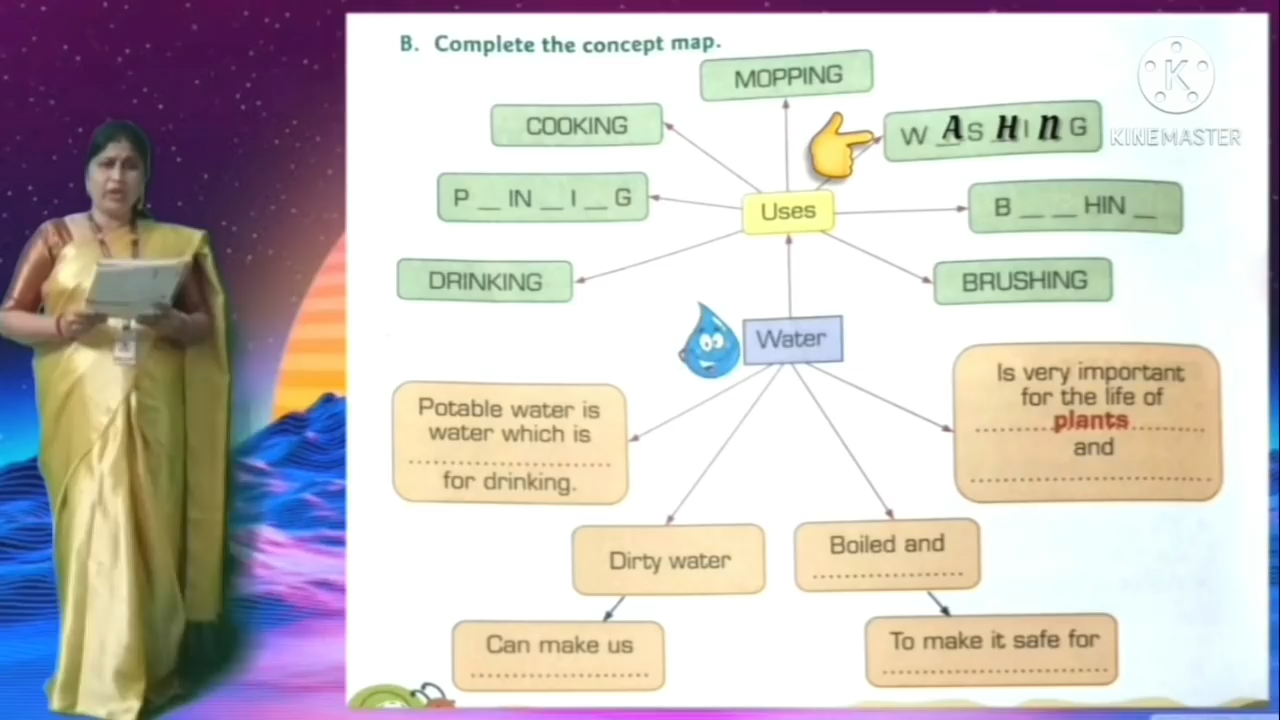 B. Complete the concept map.
MOPPING
COOKING
W A S H I N G
KINEMASTER
P _ IN _ I _ G
Uses
B _ _ HIN _
DRINKING
BRUSHING
Water
Is very important
for the life of
plants
and
Potable water is
water which is
for drinking.
Dirty water
Boiled and
Can make us
To make it safe for